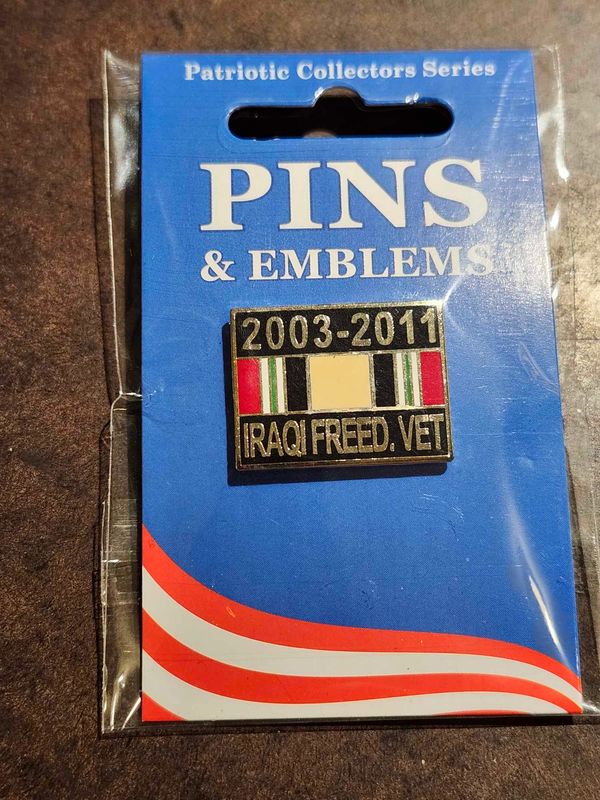 Patriotic Collectors Series
PINS
& EMBLEMS
2003-2011
IRAQI FREED. VET